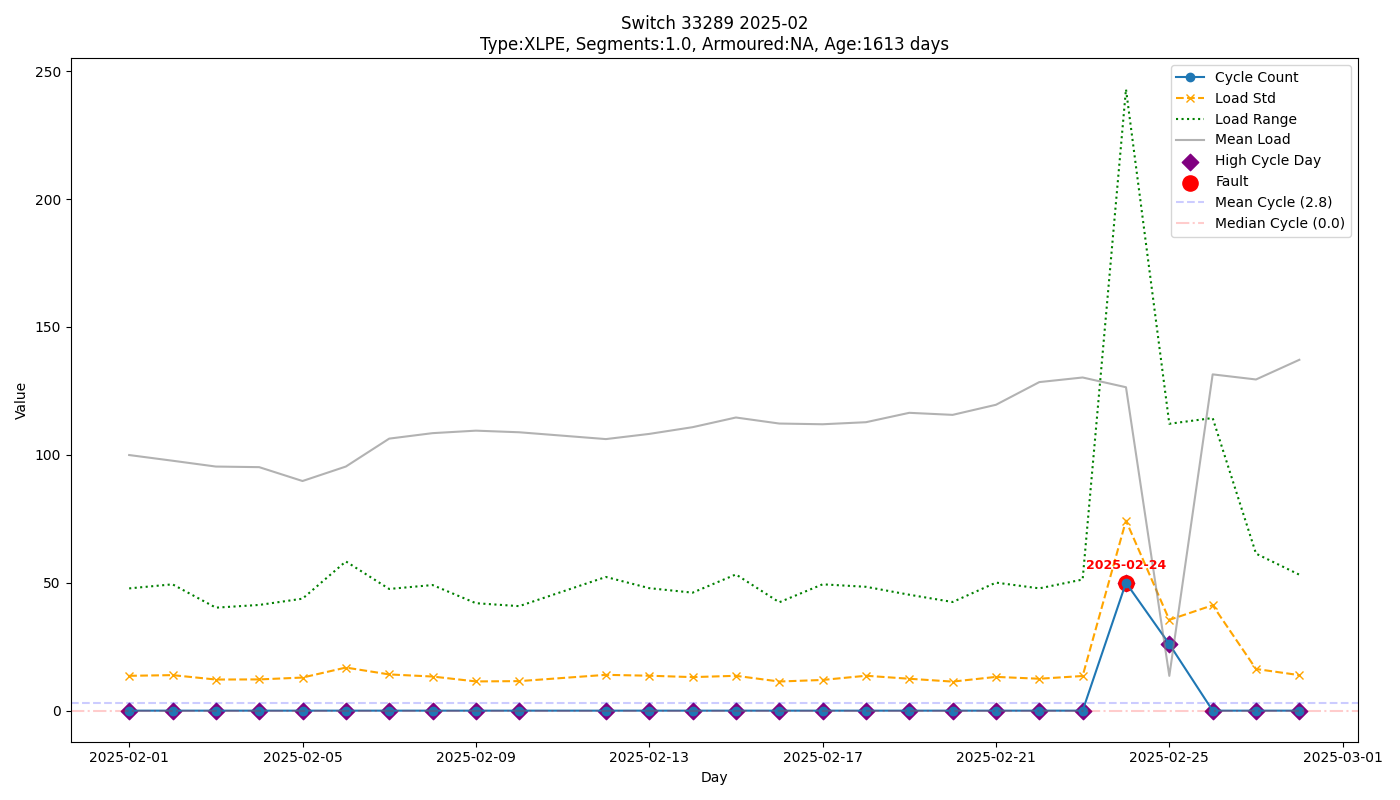 Switch 33289 2025-02
Type:XLPE, Segments:1.0, Armoured:NA, Age:1613 days
250
200
150
100
50
0
Value
Cycle Count
Load Std
Load Range
Mean Load
High Cycle Day
Fault
Mean Cycle (2.8)
Median Cycle (0.0)
2025-02-24
2025-02-01
2025-02-05
2025-02-09
2025-02-13
2025-02-17
2025-02-21
2025-02-25
2025-03-01
Day